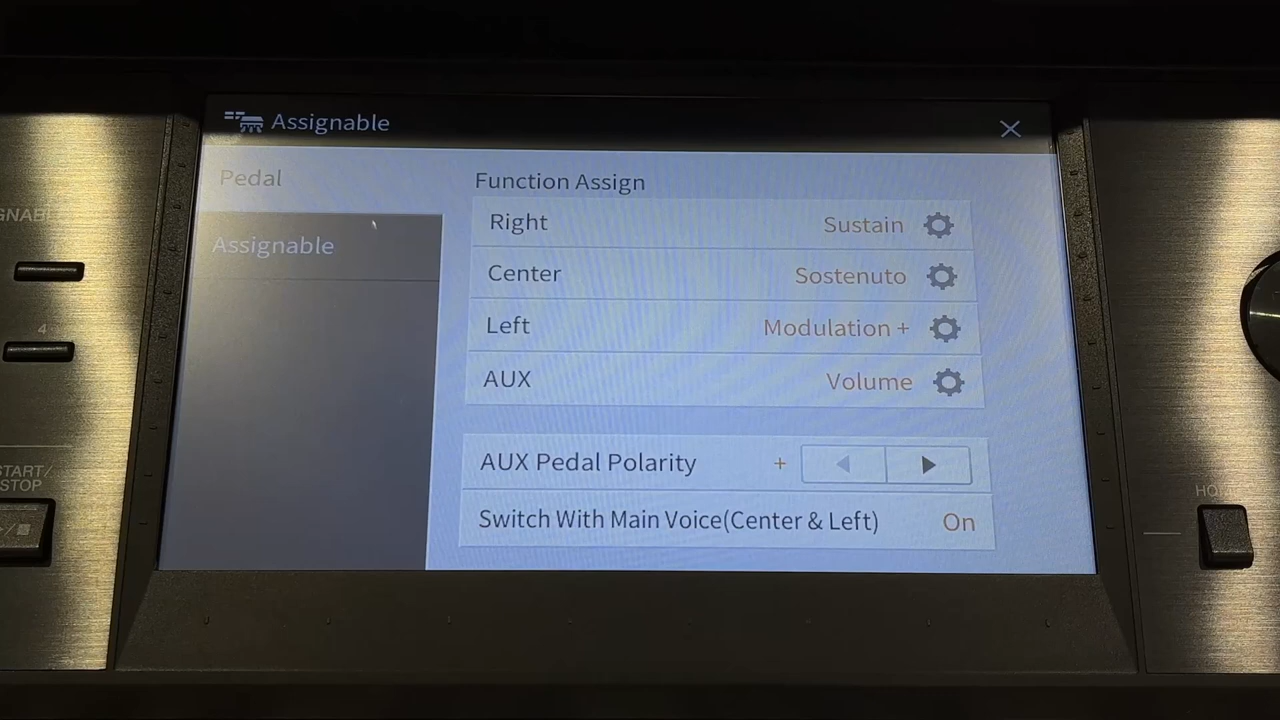 Assignable
Pedal
Assignable
Function Assign
Right Sustain
Center Sostenuto
Left Modulation +
AUX Volume
AUX Pedal Polarity +
Switch With Main Voice(Center & Left) On
4
START/
STOP